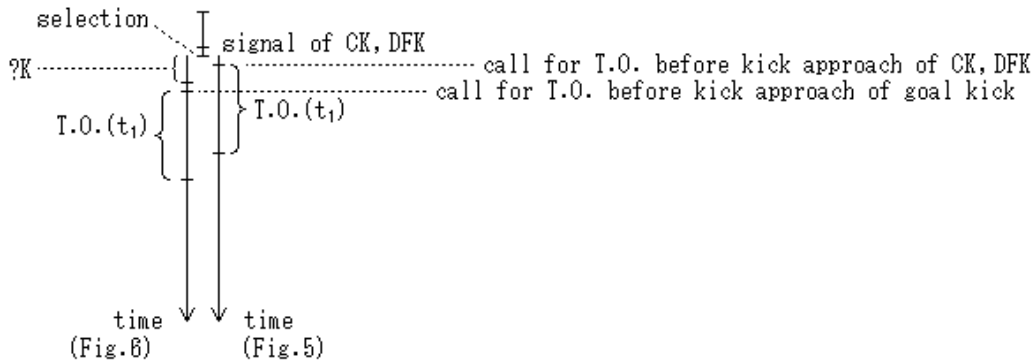 selection
signal of CK, DFK
?K
call for T.O. before kick approach of CK, DFK
call for T.O. before kick approach of goal kick
T.O.(t₁)
T.O.(t₁)
time
(Fig.6)
time
(Fig.5)